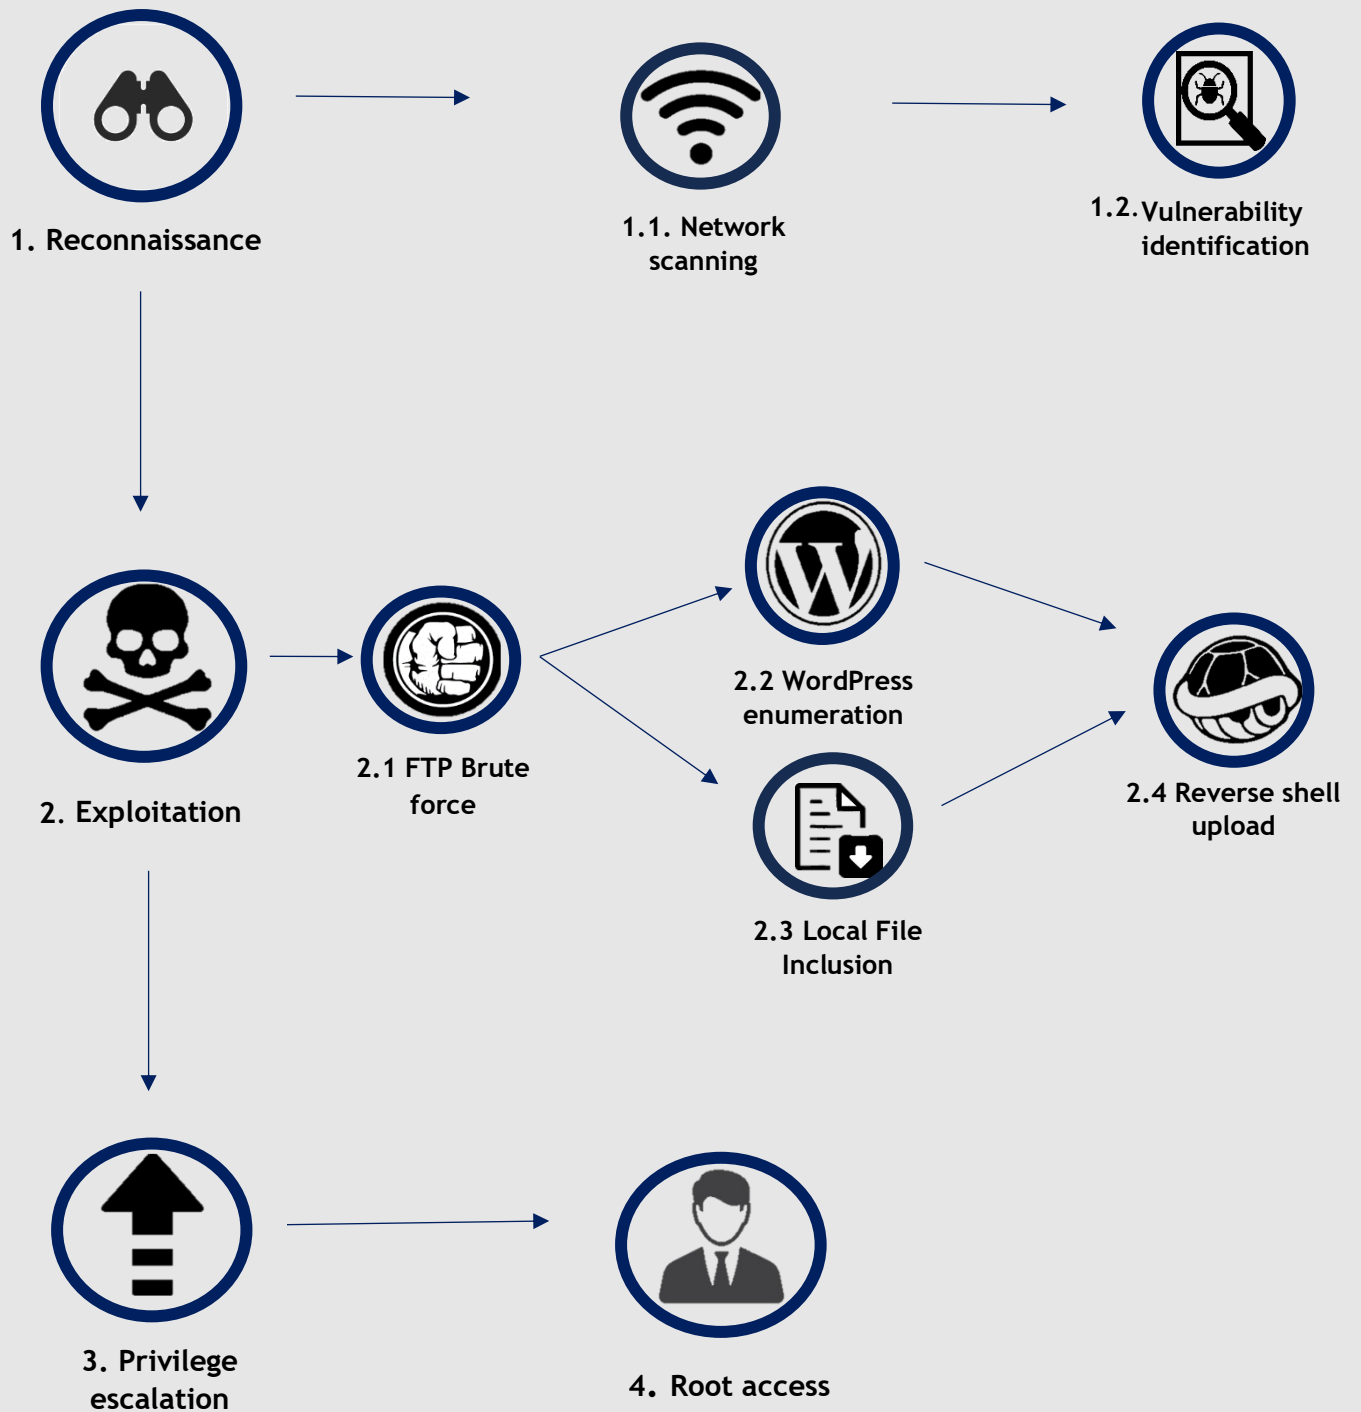 1. Reconnaissance
1.1. Network
scanning
1.2. Vulnerability
identification
2. Exploitation
2.1 FTP Brute
force
2.2 WordPress
enumeration
2.3 Local File
Inclusion
2.4 Reverse shell
upload
3. Privilege
escalation
4. Root access